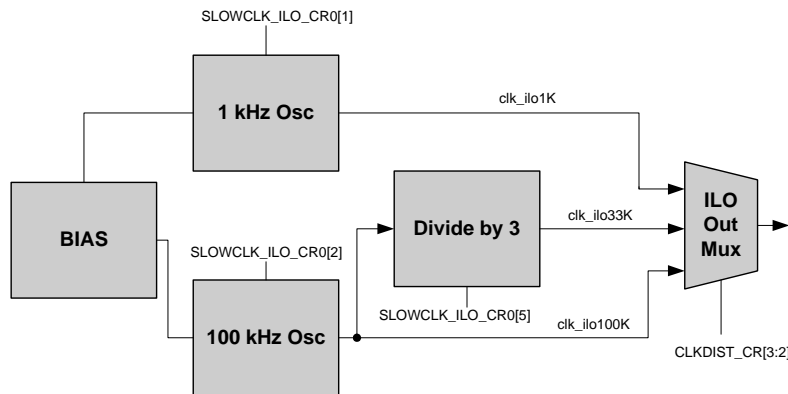 SLOWCLK_ILO_CR0[1]
1 kHz Osc
clk_ilo1K
BIAS
SLOWCLK_ILO_CR0[2]
Divide by 3
clk_ilo33K
ILO
Out
Mux
100 kHz Osc
SLOWCLK_ILO_CR0[5]
clk_ilo100K
CLKDIST_CR[3:2]